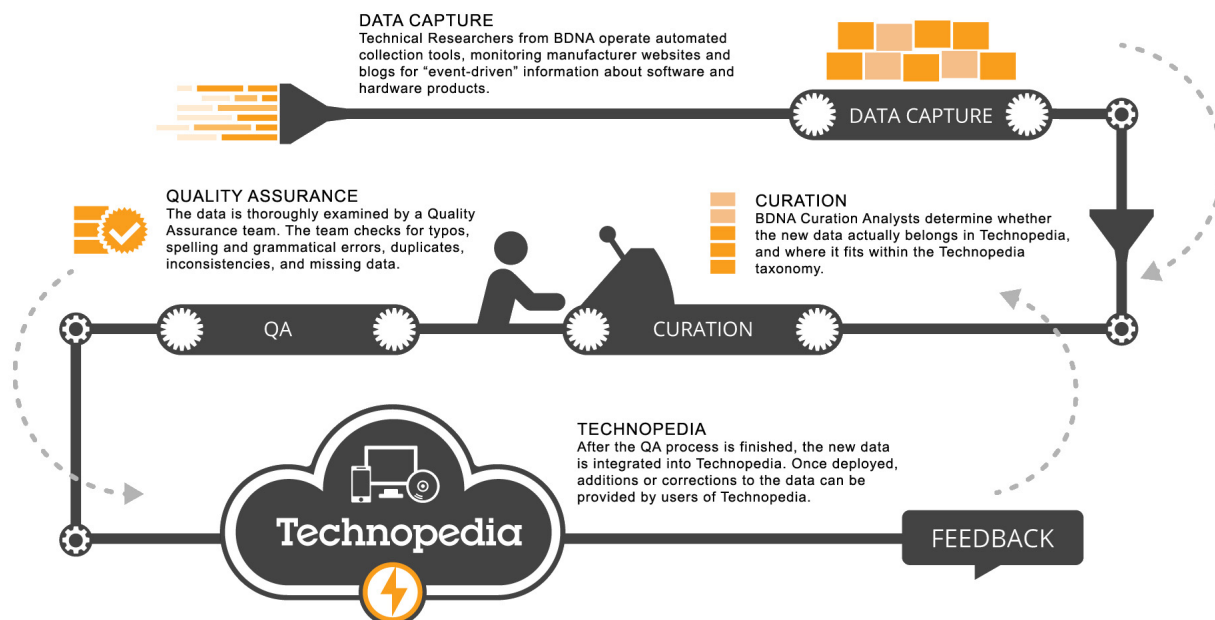 DATA CAPTURE
Technical Researchers from BDNA operate automated
collection tools, monitoring manufacturer websites and
blogs for “event-driven” information about software and
hardware products.
DATA CAPTURE
QUALITY ASSURANCE
The data is thoroughly examined by a Quality
Assurance team. The team checks for typos,
spelling and grammatical errors, duplicates,
inconsistencies, and missing data.
CURATION
BDNA Curation Analysts determine whether
the new data actually belongs in Technopedia,
and where it fits within the Technopedia
taxonomy.
QA
CURATION
TECHNOPEDIA
After the QA process is finished, the new data
is integrated into Technopedia. Once deployed,
additions or corrections to the data can be
provided by users of Technopedia.
Technopedia
FEEDBACK